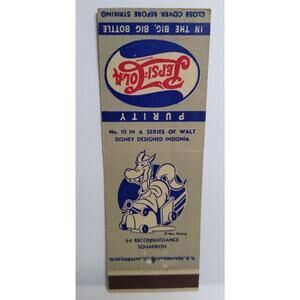 CLOSE COVER BEFORE STRIKING
IN THE BIG, BIG BOTTLE
PEPSI-COLA
PURITY
No. 10 IN A SERIES OF WALT
DISNEY DESIGNED INSIGNIA
3rd RECONNAISSANCE
SQUADRON